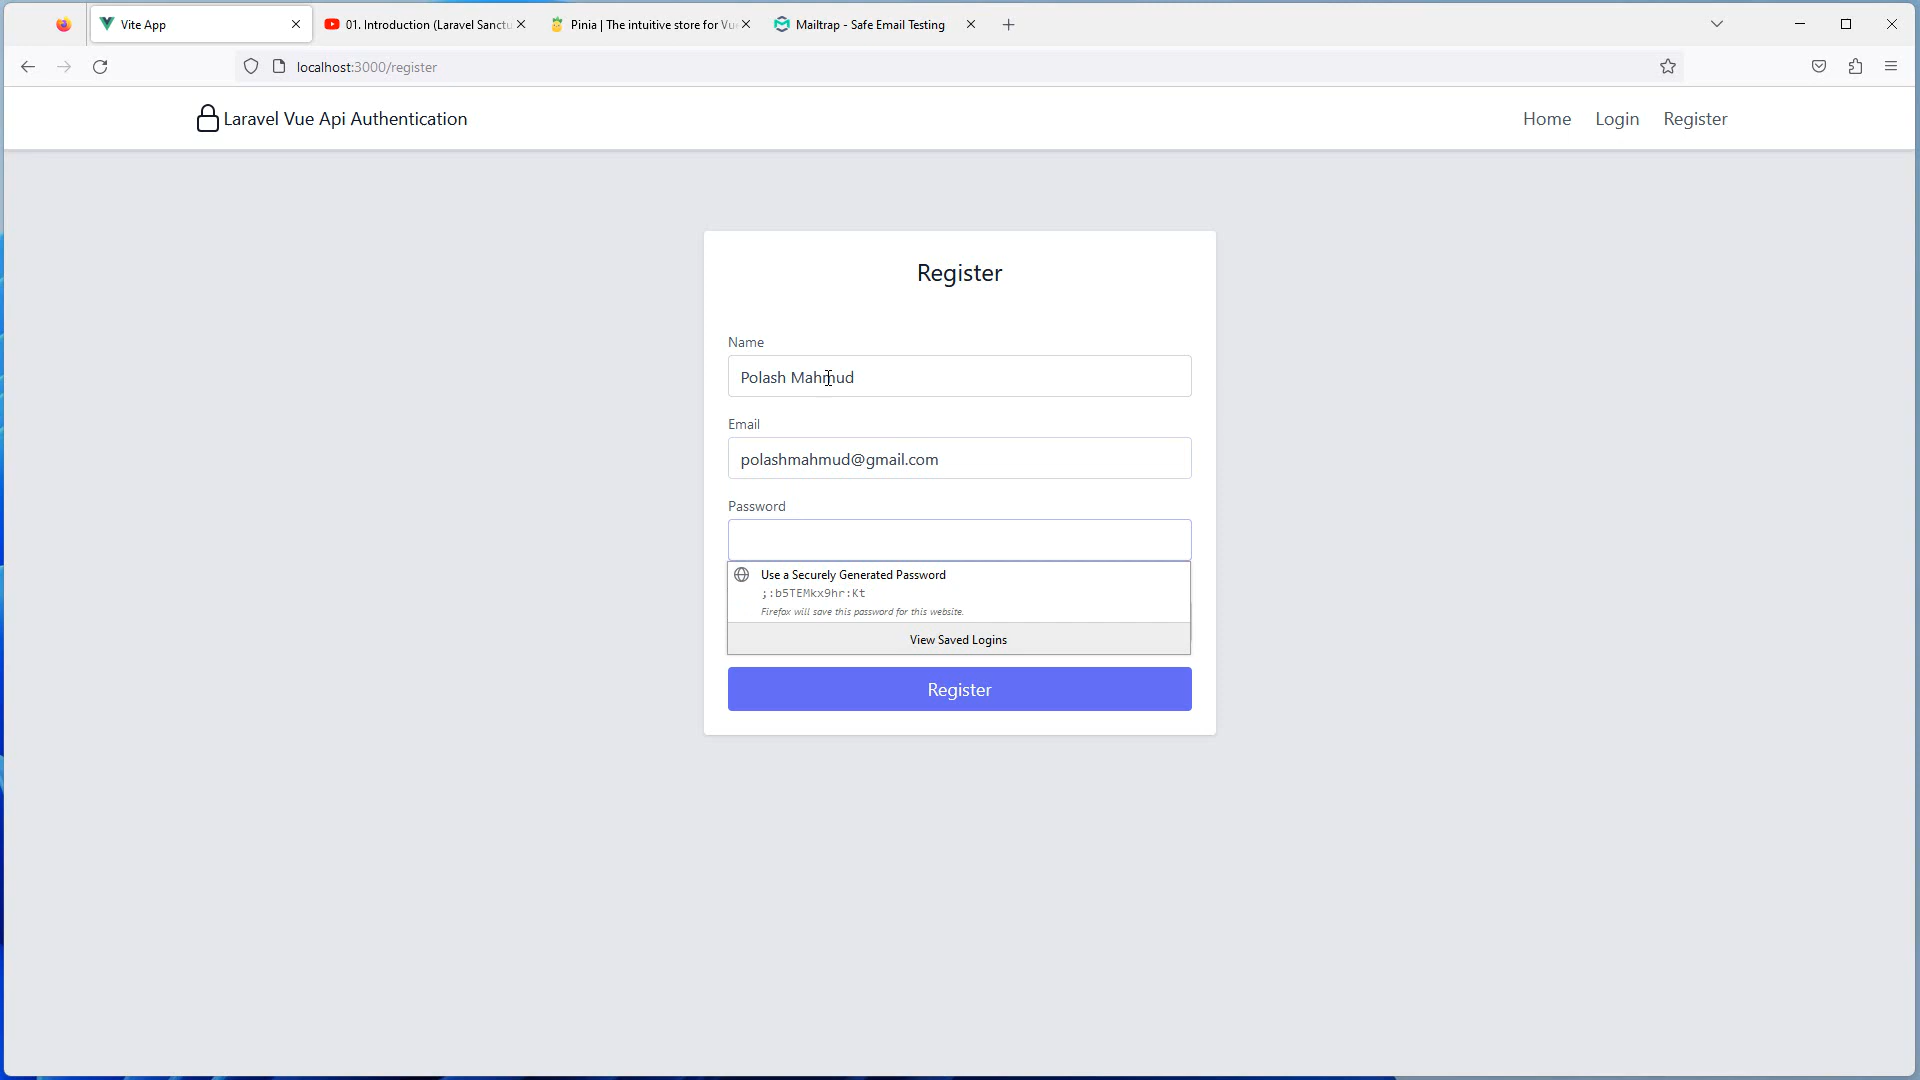 Vite App
01. Introduction (Laravel Sanctu
Pinia | The intuitive store for Vue
Mailtrap - Safe Email Testing
localhost:3000/register
Laravel Vue Api Authentication
Home
Login
Register
Register
Name
Polash Mahmud
Email
polashmahmud@gmail.com
Password
Use a Securely Generated Password
;:b5TEMkx9hr:Kt
Firefox will save this password for this website.
View Saved Logins
Register